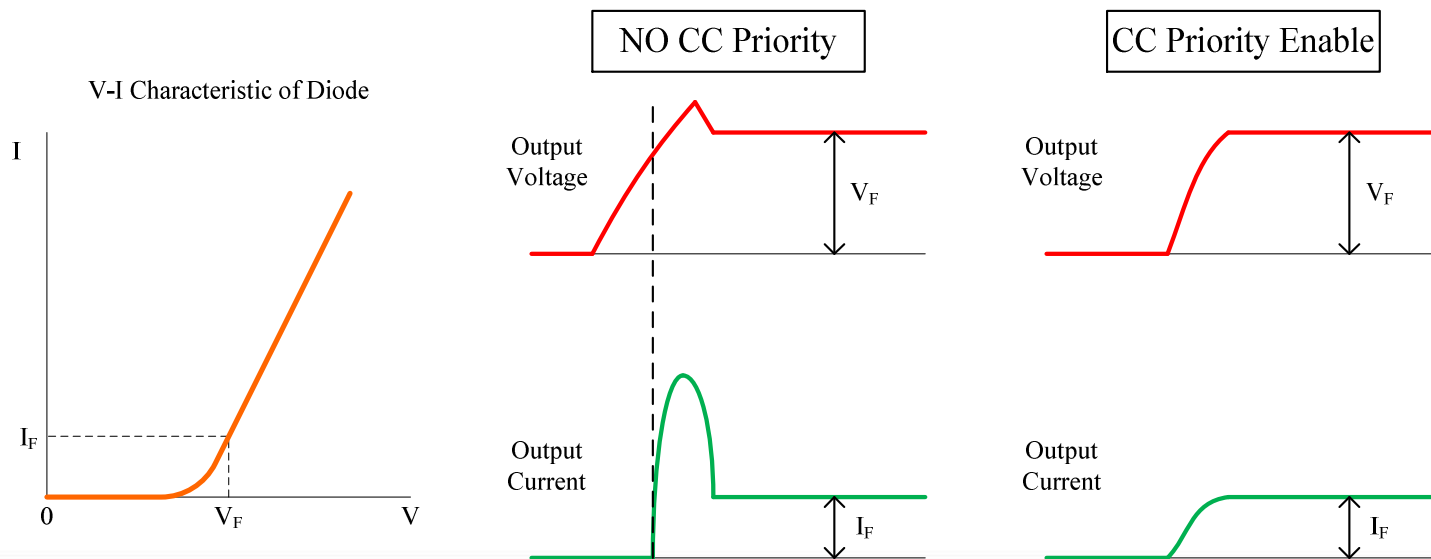 V-I Characteristic of Diode
I
I_F
0
V_F
V
NO CC Priority
Output
Voltage
V_F
Output
Current
I_F
CC Priority Enable
Output
Voltage
V_F
Output
Current
I_F